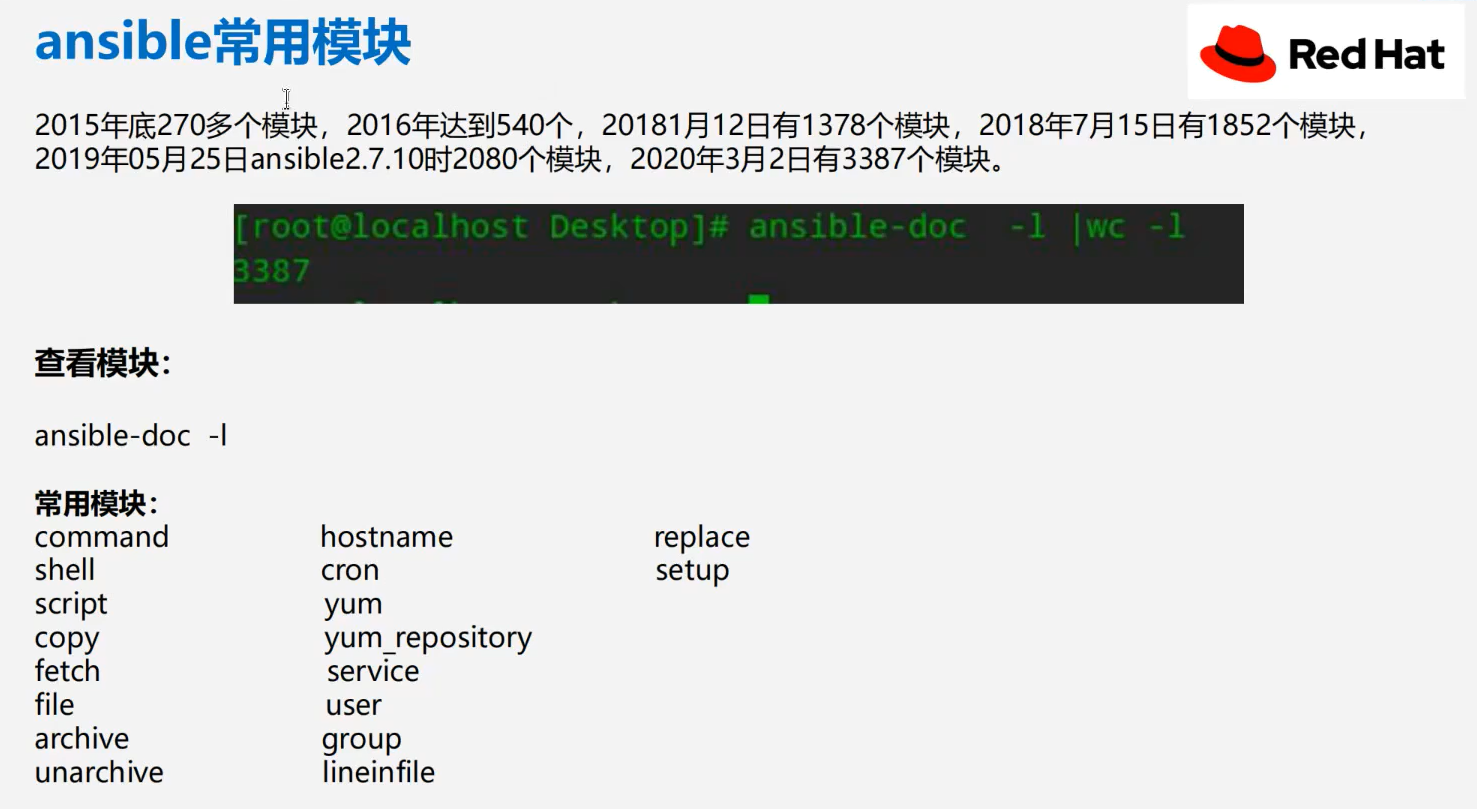 ansible常用模块
Red Hat
2015年底270多个模块，2016年达到540个，20181月12日有1378个模块，2018年7月15日有1852个模块，
2019年05月25日ansible2.7.10时2080个模块，2020年3月2日有3387个模块。
[root@localhost Desktop]# ansible-doc  -l |wc -l
3387
查看模块：
ansible-doc  -l
常用模块：
command hostname replace
shell cron setup
script yum
copy yum_repository
fetch service
file user
archive group
unarchive lineinfile